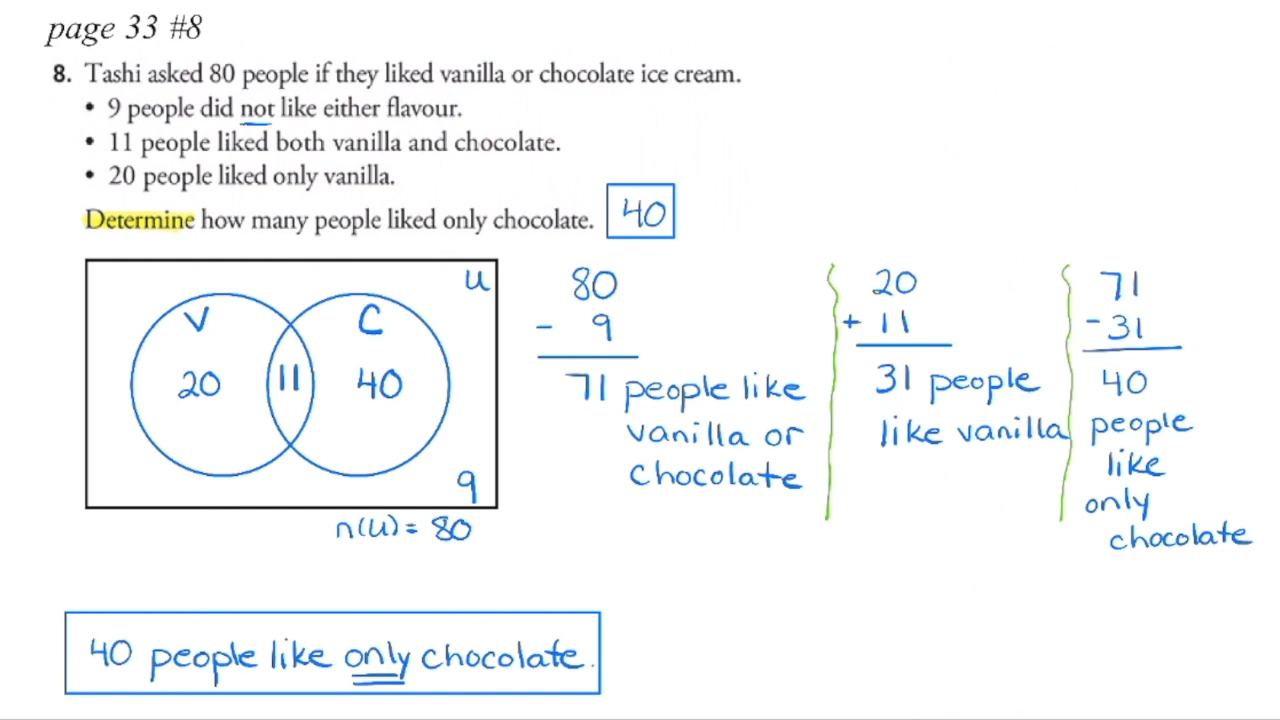 page 33 #8
8. Tashi asked 80 people if they liked vanilla or chocolate ice cream.
• 9 people did not like either flavour.
• 11 people liked both vanilla and chocolate.
• 20 people liked only vanilla.
Determine how many people liked only chocolate. 40
U
V C
20 11 40
9
n(U) = 80
80
- 9
71 people like
vanilla or
chocolate
20
+ 11
31 people
like vanilla
71
- 31
40
people
like
only
chocolate
40 people like only chocolate.